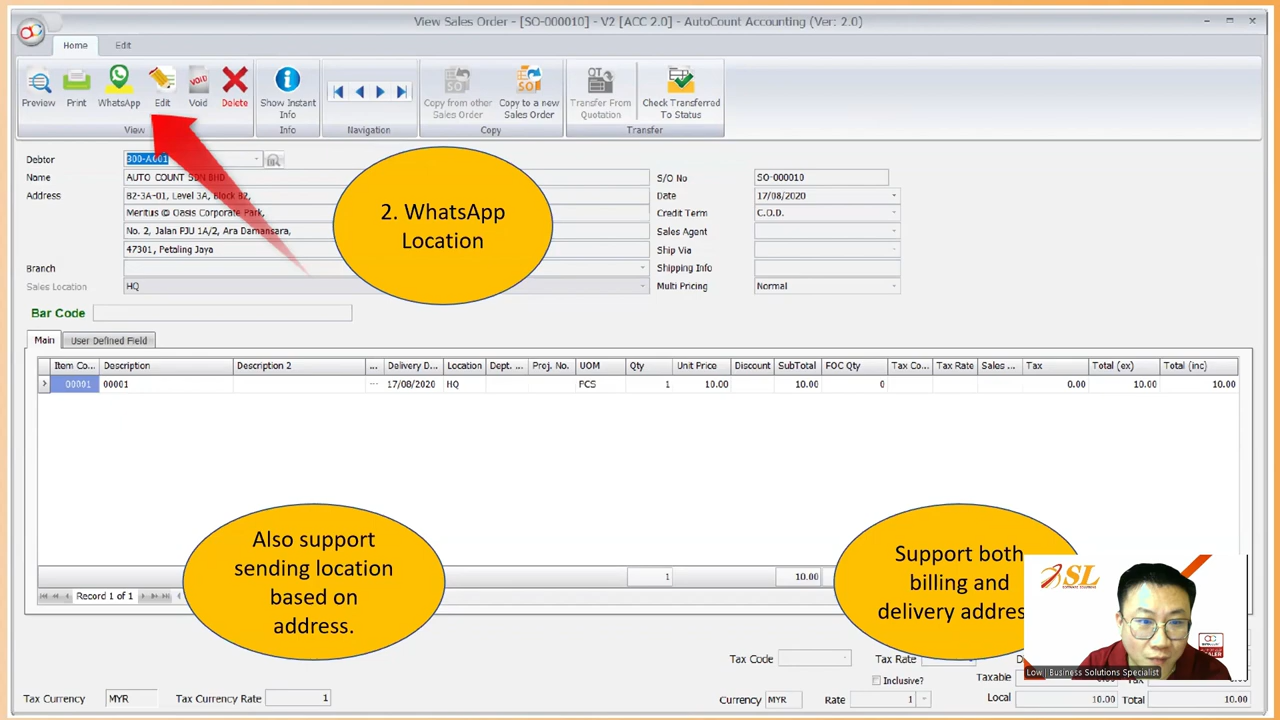 View Sales Order - [SO-000010] - V2 [ACC 2.0] - AutoCount Accounting (Ver: 2.0)
Home Edit
Preview Print WhatsApp Edit Void Delete Show Instant Info Copy from other Sales Order Copy to a new Sales Order Transfer From Quotation Check Transferred To Status
View Info Navigation Copy Transfer
Debtor 300-A001
Name AUTO COUNT SDN BHD
Address B2-3A-01, Level 3A, Block B2,
Meritus @ Oasis Corporate Park,
No. 2, Jalan PJU 1A/2, Ara Damansara,
47301, Petaling Jaya
Branch
Sales Location HQ
S/O No SO-000010
Date 17/08/2020
Credit Term C.O.D.
Sales Agent
Ship Via
Shipping Info
Multi Pricing Normal
2. WhatsApp
Location
Bar Code
Main User Defined Field
Item Co... Description Description 2 ... Delivery D... Location Dept. ... Proj. No. UOM Qty Unit Price Discount SubTotal FOC Qty Tax Co... Tax Rate Sales ... Tax Total (ex) Total (inc)
00001 00001 ... 17/08/2020 HQ PCS 1 10.00 10.00 0 0.00 10.00 10.00
1 10.00
Record 1 of 1
Also support
sending location
based on
address.
Support both
billing and
delivery addres
SL
Low | Business Solutions Specialist
Tax Code Tax Rate
Inclusive? Taxable Tax
Tax Currency MYR Tax Currency Rate 1 Currency MYR Rate 1 Local 10.00 Total 10.00